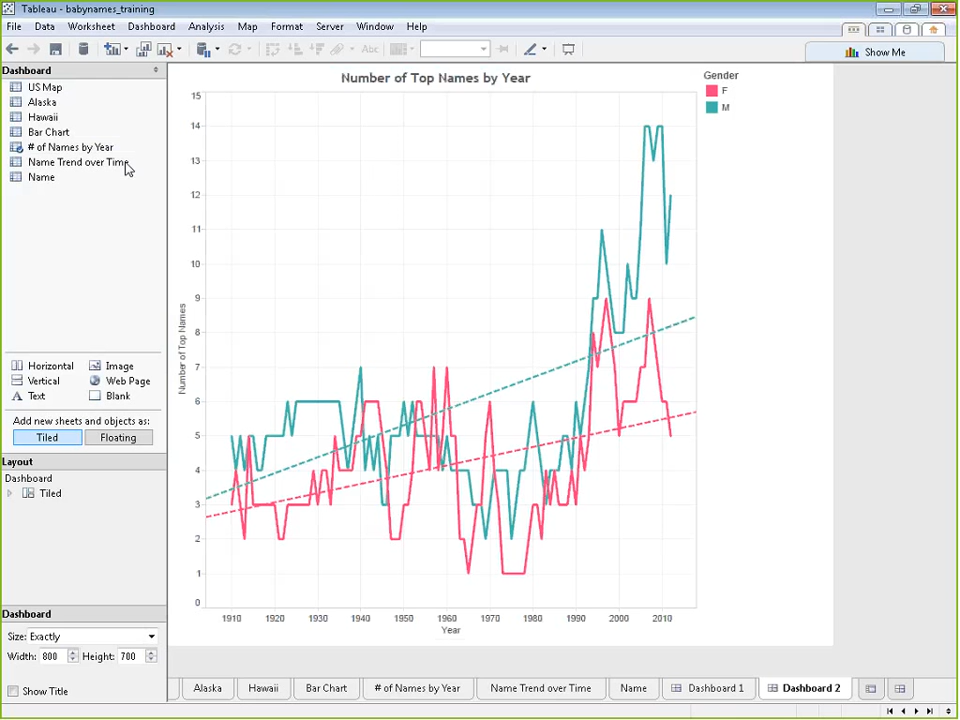 Tableau - babynames_training
File Data Worksheet Dashboard Analysis Map Format Server Window Help
Abc
Show Me
Dashboard
US Map
Alaska
Hawaii
Bar Chart
# of Names by Year
Name Trend over Time
Name
Horizontal Image
Vertical Web Page
Text Blank
Add new sheets and objects as:
Tiled Floating
Layout
Dashboard
Tiled
Dashboard
Size: Exactly
Width: 800 Height: 700
Show Title
Number of Top Names by Year
Gender
F
M
Number of Top Names
15
14
13
12
11
10
9
8
7
6
5
4
3
2
1
0
1910 1920 1930 1940 1950 1960 1970 1980 1990 2000 2010
Year
Alaska Hawaii Bar Chart # of Names by Year Name Trend over Time Name Dashboard 1 Dashboard 2